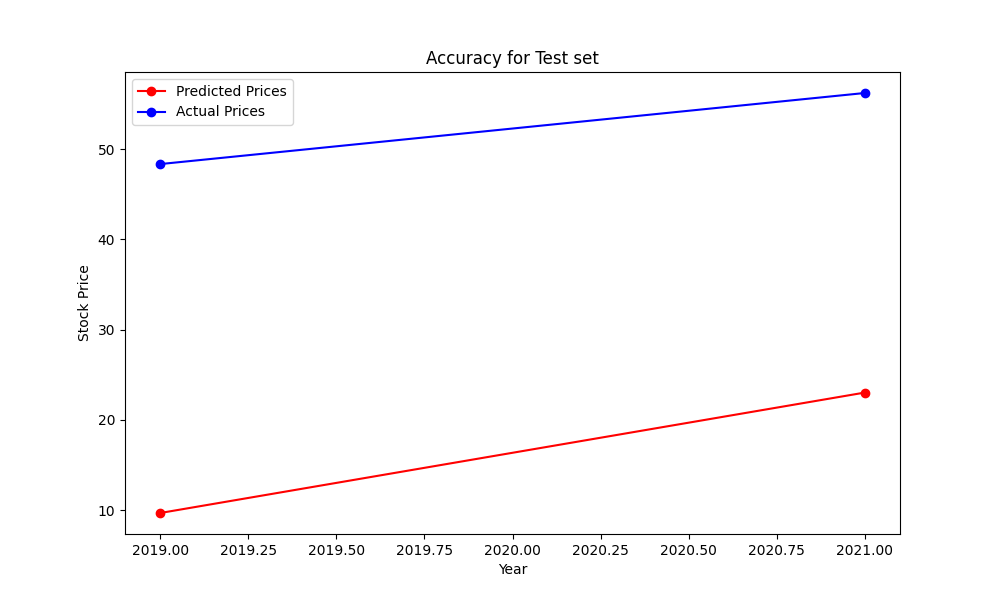 Accuracy for Test set
Predicted Prices
Actual Prices
Stock Price
50
40
30
20
10
2019.00 2019.25 2019.50 2019.75 2020.00 2020.25 2020.50 2020.75 2021.00
Year